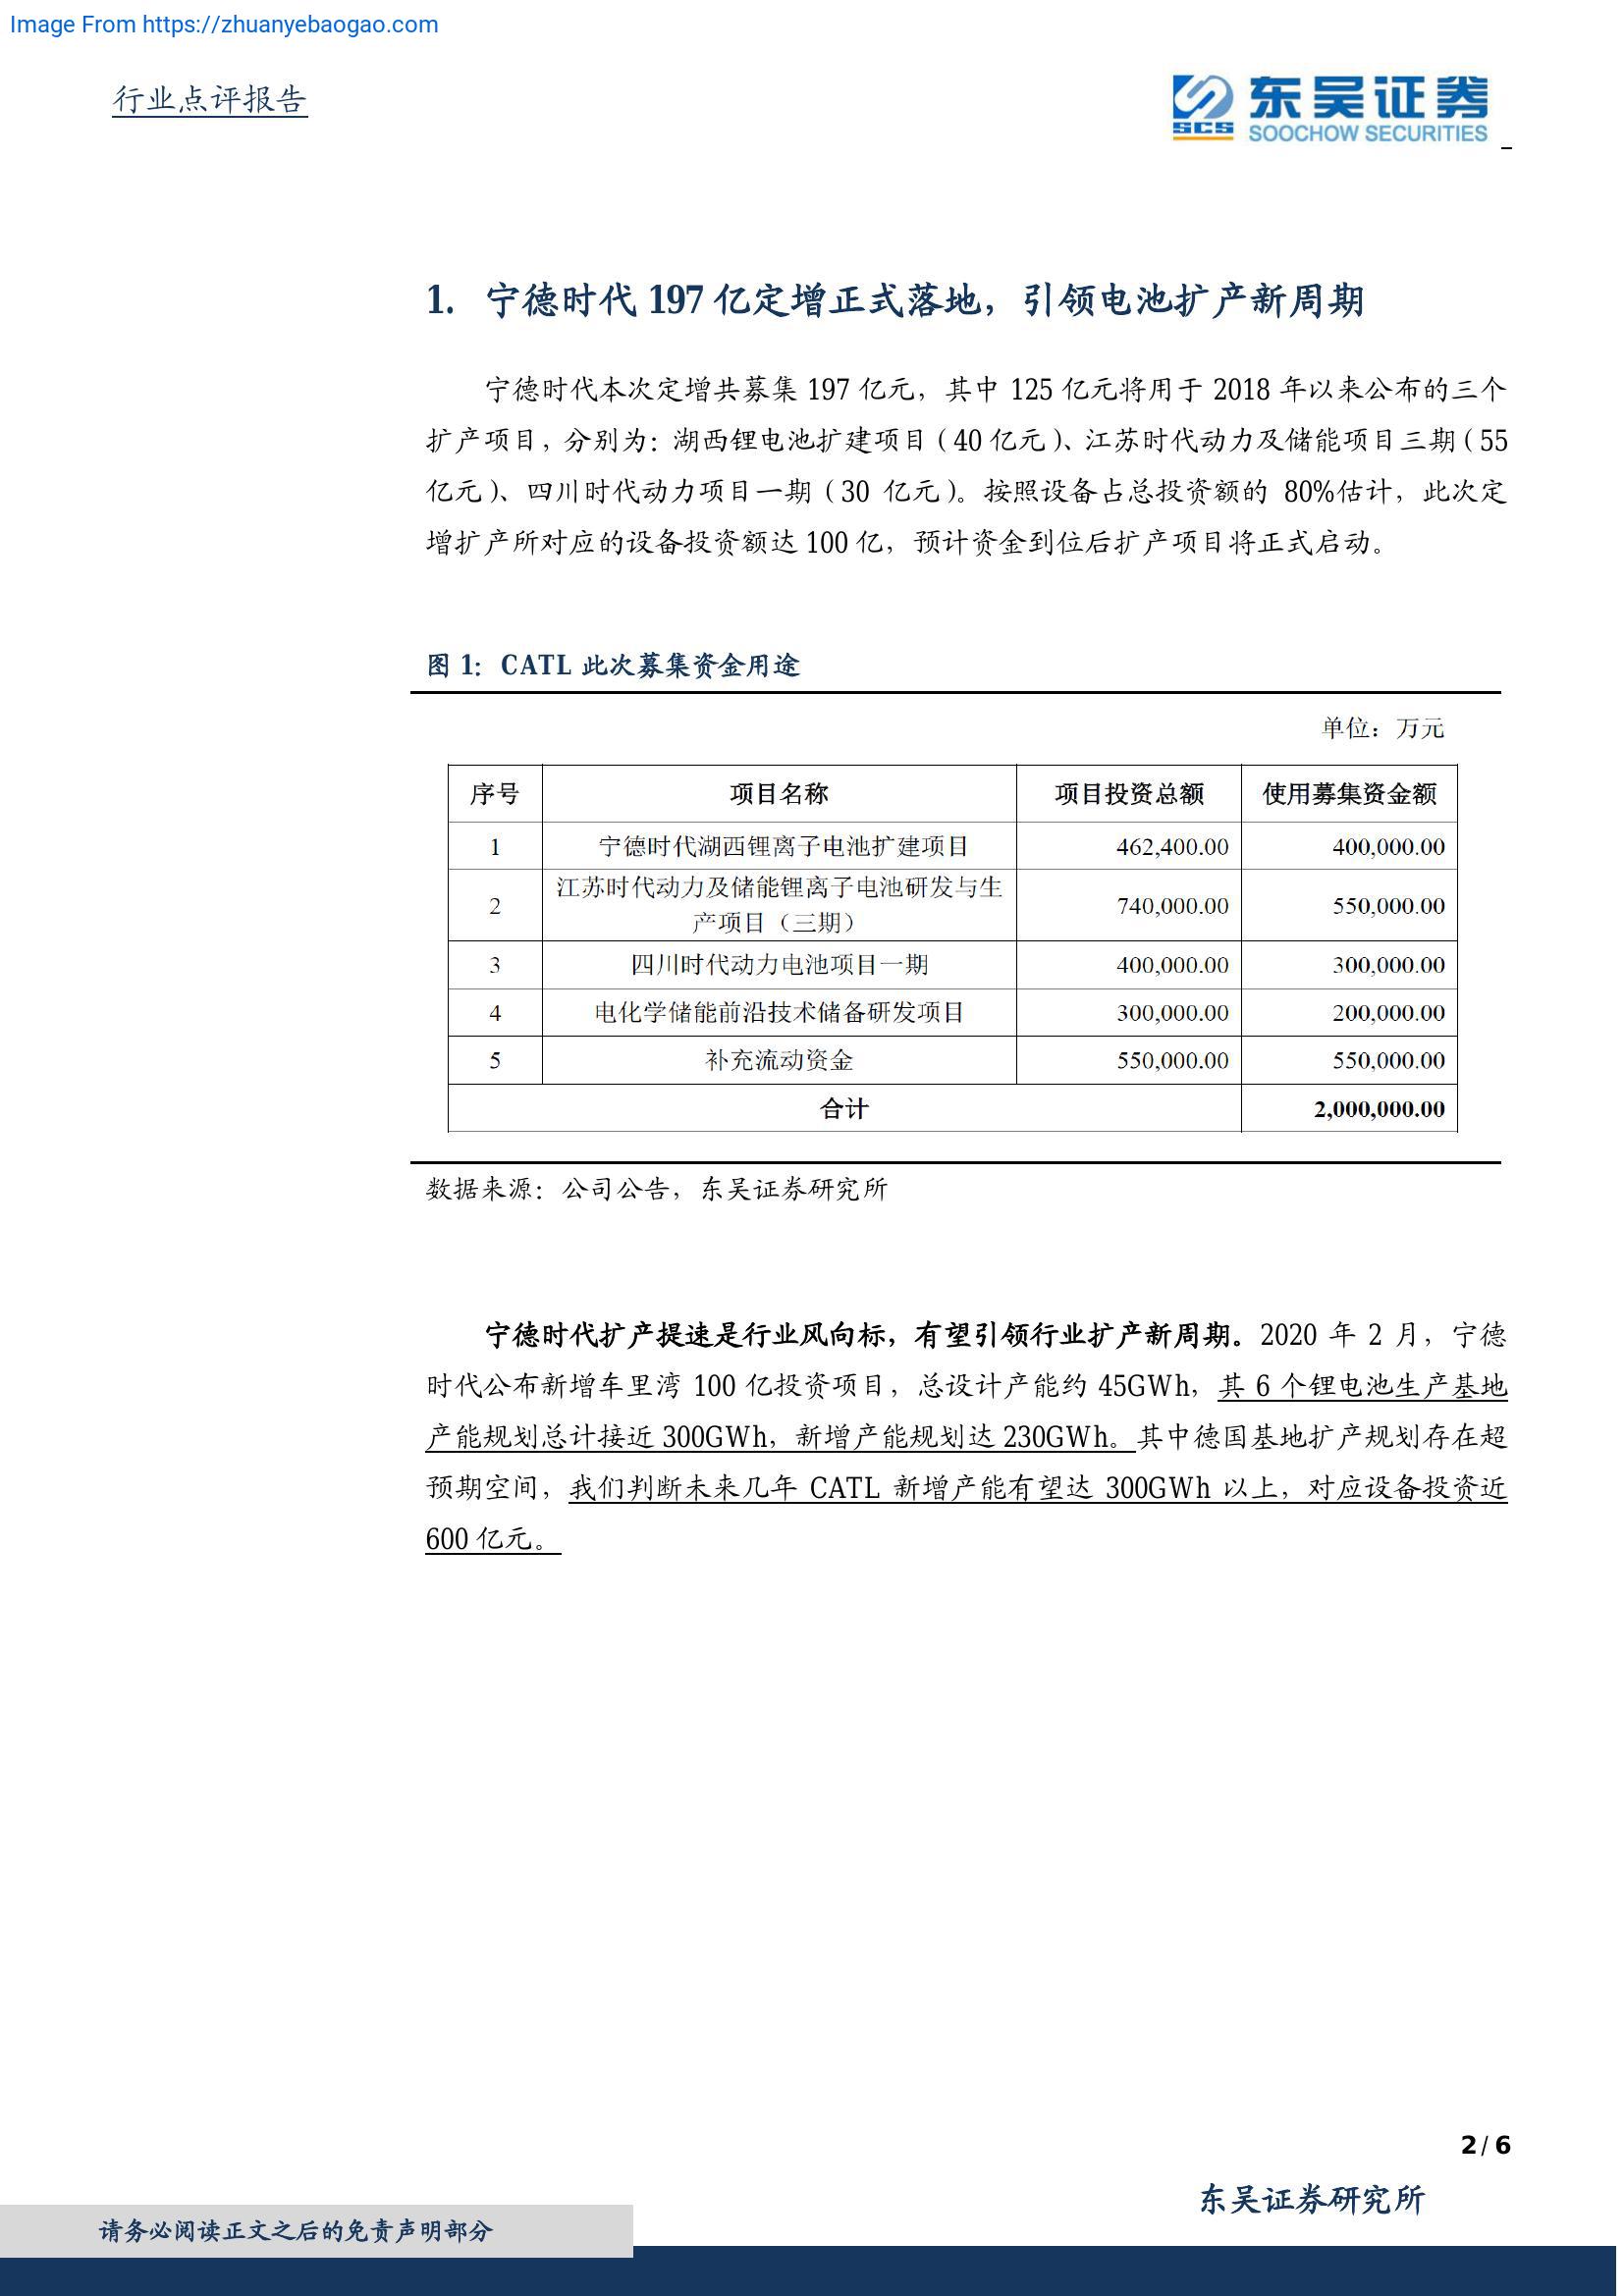 Image From https://zhuanyebaogao.com
行业点评报告
东吴证券
SCS
SOOCHOW SECURITIES
1. 宁德时代 197 亿定增正式落地，引领电池扩产新周期
宁德时代本次定增共募集 197 亿元，其中 125 亿元将用于 2018 年以来公布的三个
扩产项目，分别为：湖西锂电池扩建项目（40 亿元）、江苏时代动力及储能项目三期（55
亿元）、四川时代动力项目一期（30 亿元）。按照设备占总投资额的 80%估计，此次定
增扩产所对应的设备投资额达 100 亿，预计资金到位后扩产项目将正式启动。
图 1：CATL 此次募集资金用途
单位：万元
序号 项目名称 项目投资总额 使用募集资金额
1 宁德时代湖西锂离子电池扩建项目 462,400.00 400,000.00
江苏时代动力及储能锂离子电池研发与生
2 产项目（三期） 740,000.00 550,000.00
3 四川时代动力电池项目一期 400,000.00 300,000.00
4 电化学储能前沿技术储备研发项目 300,000.00 200,000.00
5 补充流动资金 550,000.00 550,000.00
合计 2,000,000.00
数据来源：公司公告，东吴证券研究所
宁德时代扩产提速是行业风向标，有望引领行业扩产新周期。2020 年 2 月，宁德
时代公布新增车里湾 100 亿投资项目，总设计产能约 45GWh，其 6 个锂电池生产基地
产能规划总计接近 300GWh，新增产能规划达 230GWh。其中德国基地扩产规划存在超
预期空间，我们判断未来几年 CATL 新增产能有望达 300GWh 以上，对应设备投资近
600 亿元。
2 / 6
东吴证券研究所
请务必阅读正文之后的免责声明部分